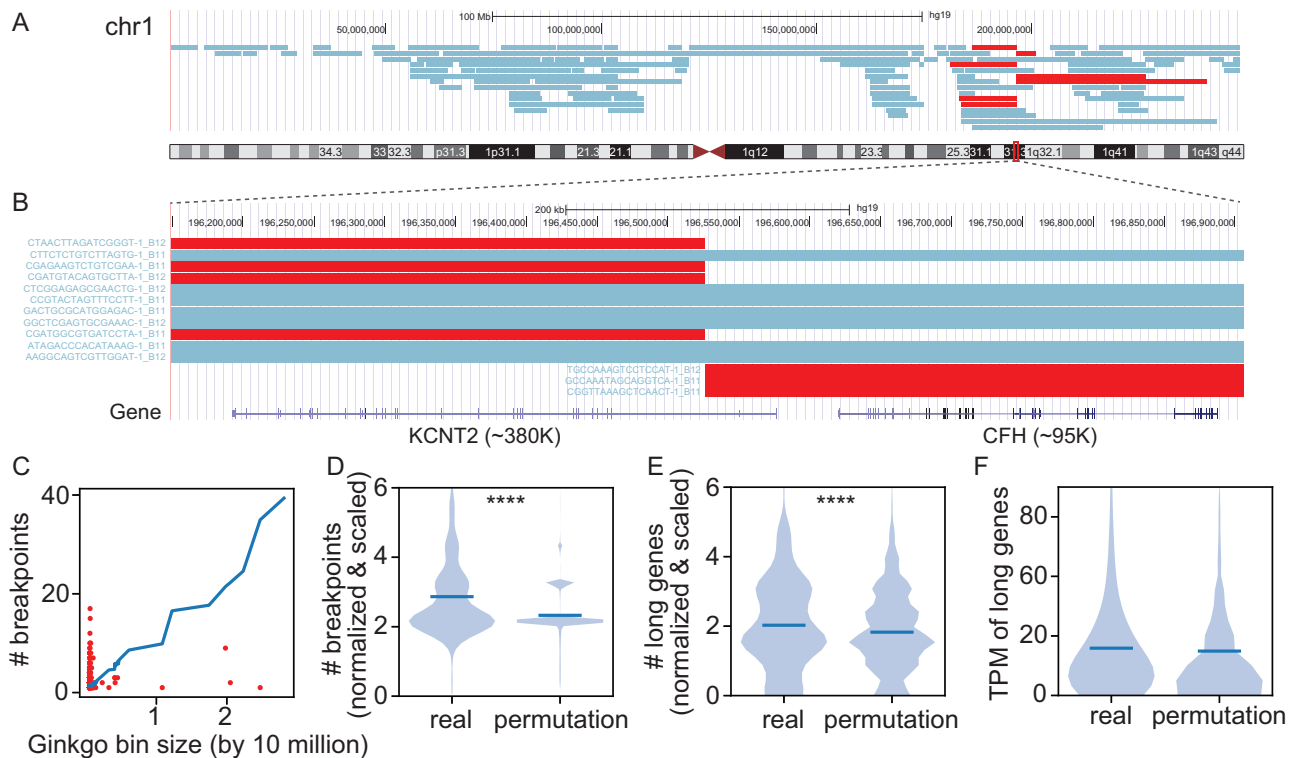 A
chr1
100 Mb
hg19
50,000,000
100,000,000
150,000,000
200,000,000
34.3
33
32.3
p31.3
1p31.1
21.3
21.1
1q12
23.3
25.3
31.1
1q32.1
1q41
1q43
q44
B
200 kb
hg19
196,200,000
196,250,000
196,300,000
196,350,000
196,400,000
196,450,000
196,500,000
196,550,000
196,600,000
196,650,000
196,700,000
196,750,000
196,800,000
196,850,000
196,900,000
CTAACTTAGATCGGGT-1_B12
CTTCTCTGTCTTAGTG-1_B11
CGAGAAGTCTGTCGAA-1_B11
CGATGTACAGTGCTTA-1_B12
CTCGGAGAGCGAACTG-1_B12
CCGTACTAGTTTCCTT-1_B11
GACTGCGCATGGAGAC-1_B11
GGCTCGAGTGCGAAAC-1_B12
CGATGGCGTGATCCTA-1_B11
ATAGACCCACATAAAG-1_B11
AAGGCAGTCGTTGGAT-1_B12
TGCCAAAGTCCTCCAT-1_B12
GCCAAATAGCAGGTCA-1_B11
CGGTTAAAGCTCAACT-1_B11
Gene
KCNT2 (~380K)
CFH (~95K)
C
# breakpoints
40
20
0
1
2
Ginkgo bin size (by 10 million)
D
# breakpoints
(normalized & scaled)
6
4
2
0
****
real
permutation
E
# long genes
(normalized & scaled)
6
4
2
0
****
real
permutation
F
TPM of long genes
80
60
20
0
real
permutation